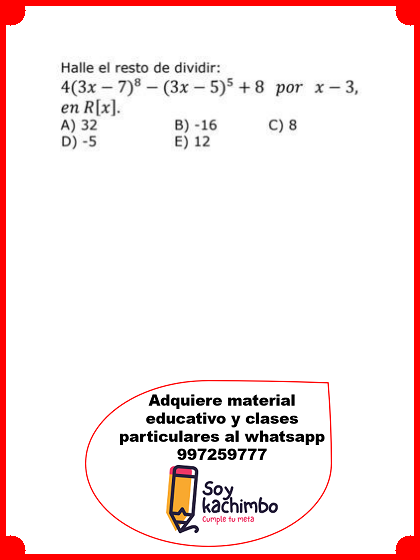 Halle el resto de dividir:
4(3x − 7)⁸ − (3x − 5)⁵ + 8 por x − 3,
en R[x].
A) 32 B) -16 C) 8
D) -5 E) 12
Adquiere material
educativo y clases
particulares al whatsapp
997259777
Soy
kachimbo
Cumple tu meta